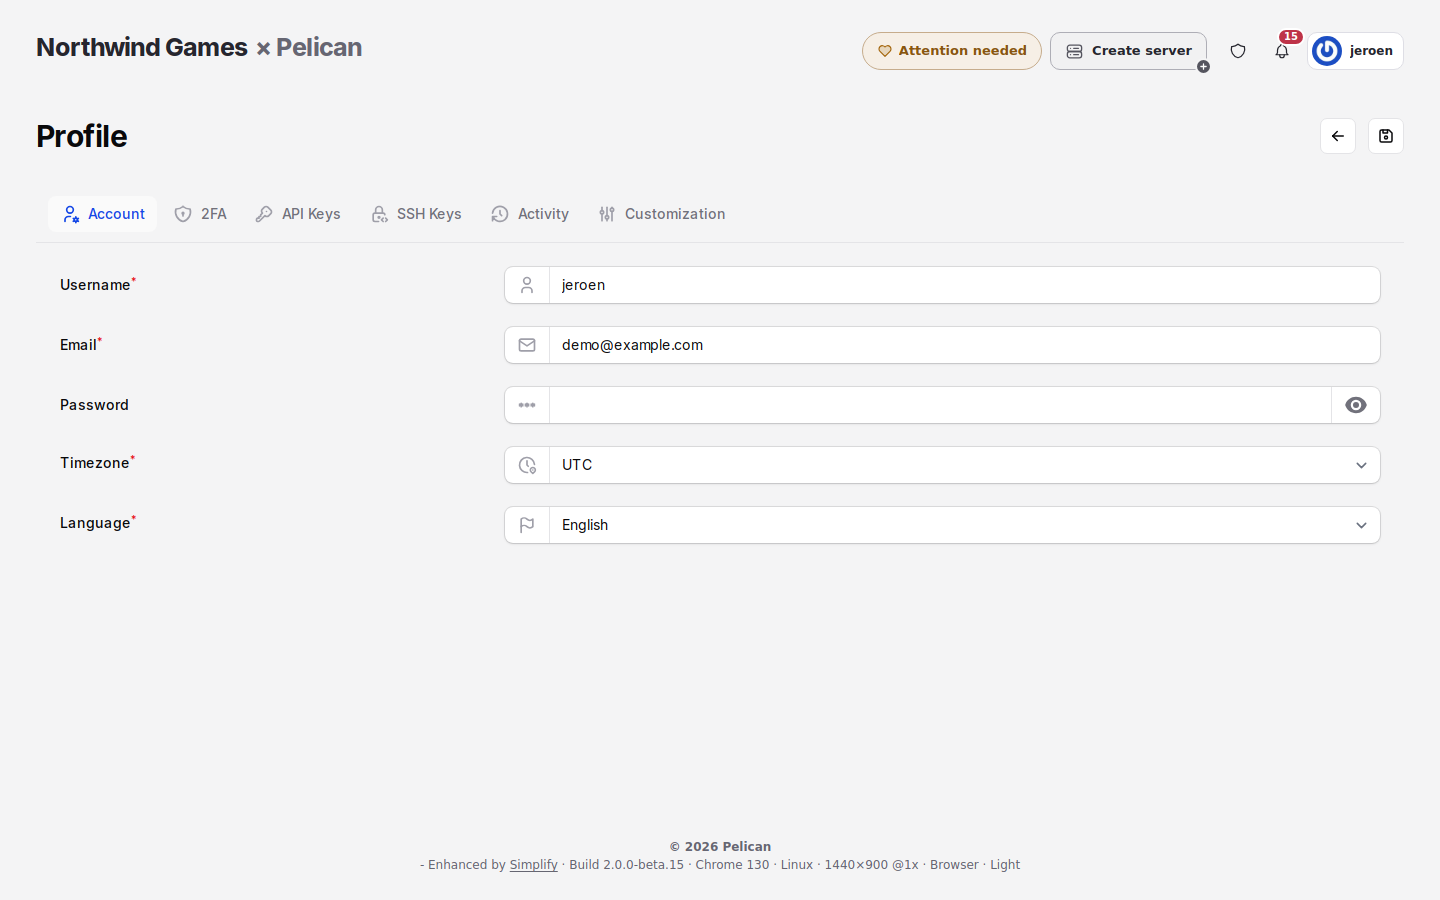 Northwind Games × Pelican
Attention needed
Create server
15
jeroen
Profile
Account
2FA
API Keys
SSH Keys
Activity
Customization
Username*
jeroen
Email*
demo@example.com
Password
Timezone*
UTC
Language*
English
© 2026 Pelican
- Enhanced by Simplify · Build 2.0.0-beta.15 · Chrome 130 · Linux · 1440×900 @1x · Browser · Light